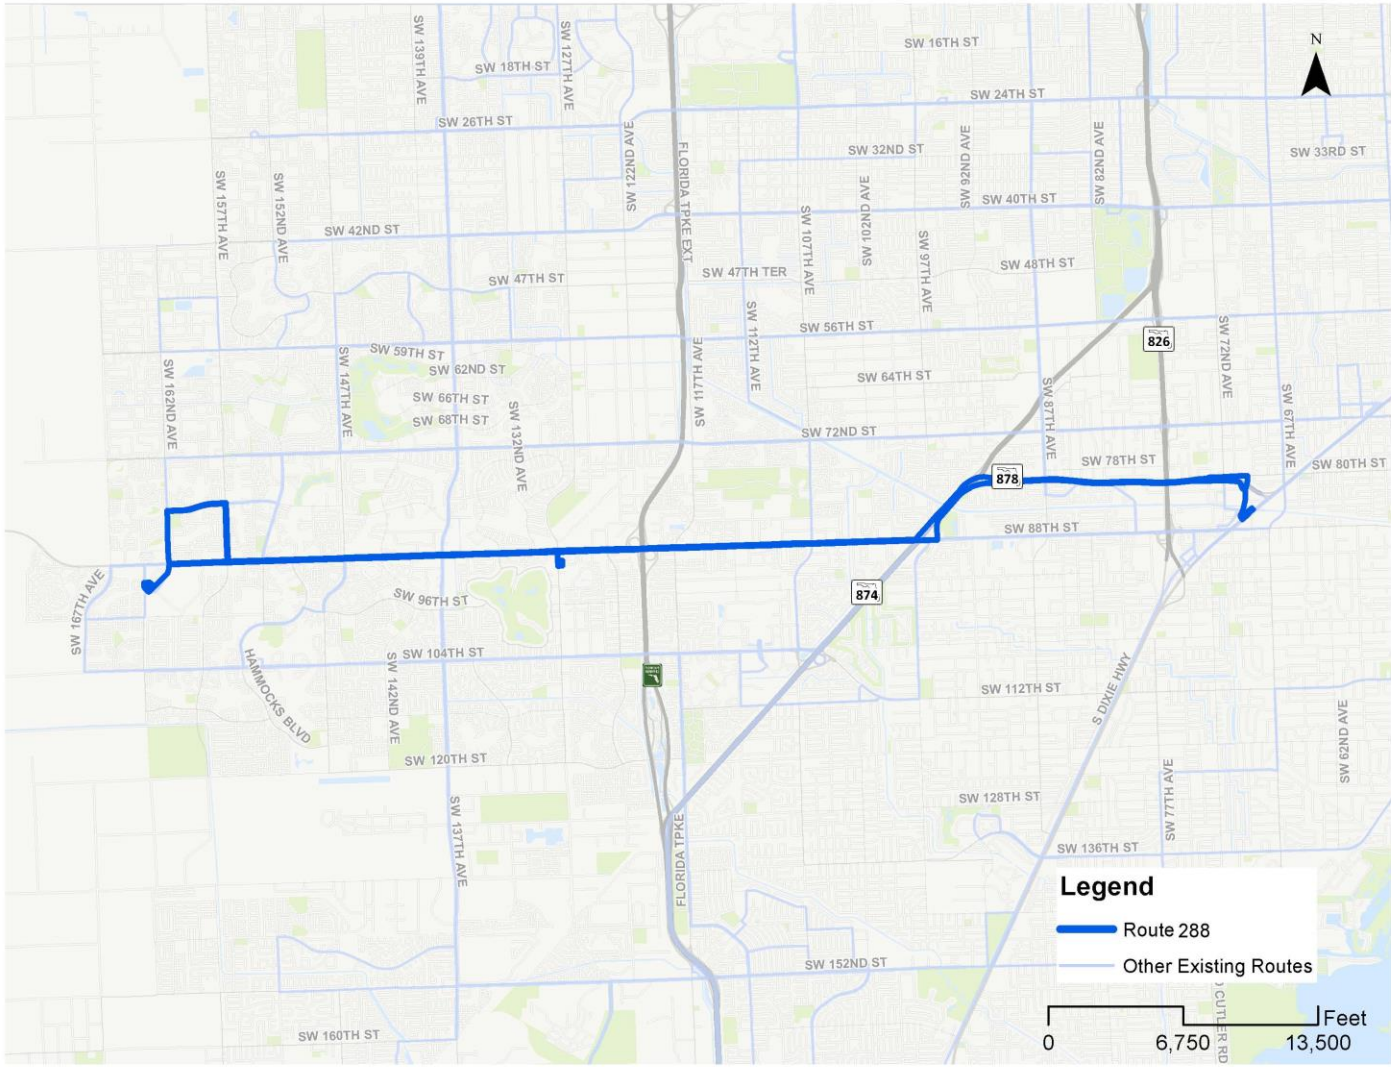 N
SW 16TH ST
SW 139TH AVE
SW 127TH AVE
SW 18TH ST
SW 24TH ST
SW 26TH ST
SW 122ND AVE
FLORIDA TPKE EXT
SW 32ND ST
SW 92ND AVE
SW 82ND AVE
SW 33RD ST
SW 157TH AVE
SW 152ND AVE
SW 102ND AVE
SW 40TH ST
SW 42ND ST
SW 107TH AVE
SW 97TH AVE
SW 47TH ST
SW 47TH TER
SW 48TH ST
SW 112TH AVE
SW 56TH ST
826
SW 72ND AVE
SW 162ND AVE
SW 147TH AVE
SW 59TH ST
SW 62ND ST
SW 117TH AVE
SW 64TH ST
SW 87TH AVE
SW 67TH AVE
SW 66TH ST
SW 68TH ST
SW 132ND AVE
SW 72ND ST
SW 78TH ST
SW 80TH ST
878
SW 88TH ST
SW 167TH AVE
SW 96TH ST
874
HAMMOCKS BLVD
SW 142ND AVE
SW 104TH ST
SW 112TH ST
S DIXIE HWY
SW 62ND AVE
SW 120TH ST
SW 77TH AVE
SW 128TH ST
SW 137TH AVE
FLORIDA TPKE
SW 136TH ST
Legend
Route 288
Other Existing Routes
SW 152ND ST
D CUTLER RD
SW 160TH ST
Feet
0 6,750 13,500